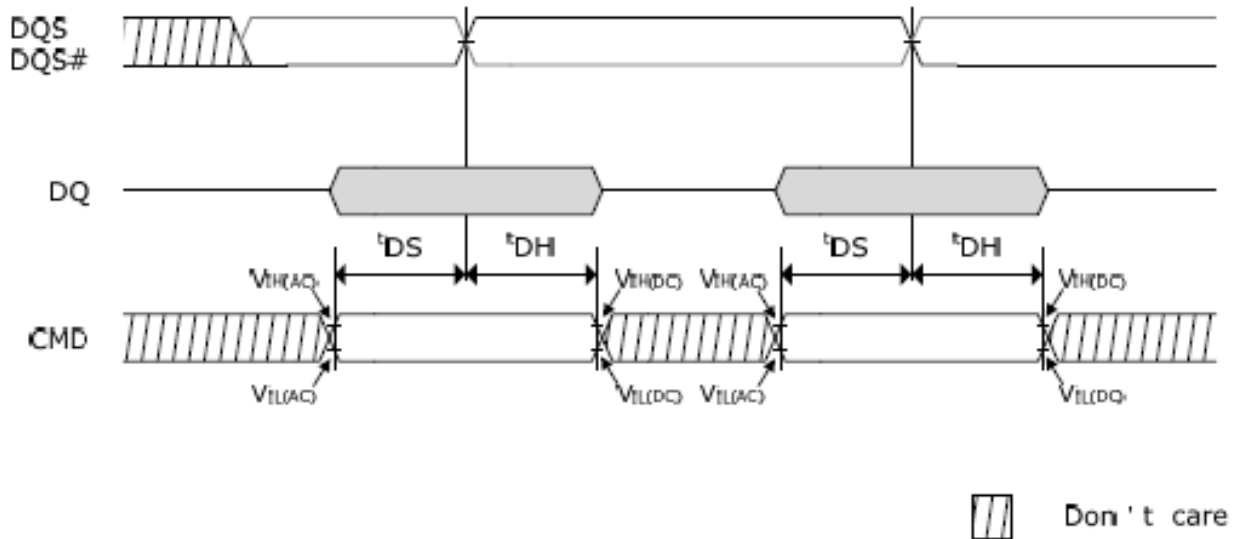 DQS
DQS#
DQ
tDS tDH tDS tDH
VIH(AC) VIH(DC) VIH(AC) VIH(DC)
CMD
VIL(AC) VIL(DC) VIL(AC) VIL(DC)
Don't care